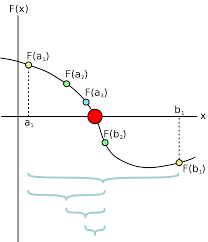 F(x)
F(a₁)
F(a₂)
F(a₃)
b₁
x
a₁
F(b₂)
F(b₁)